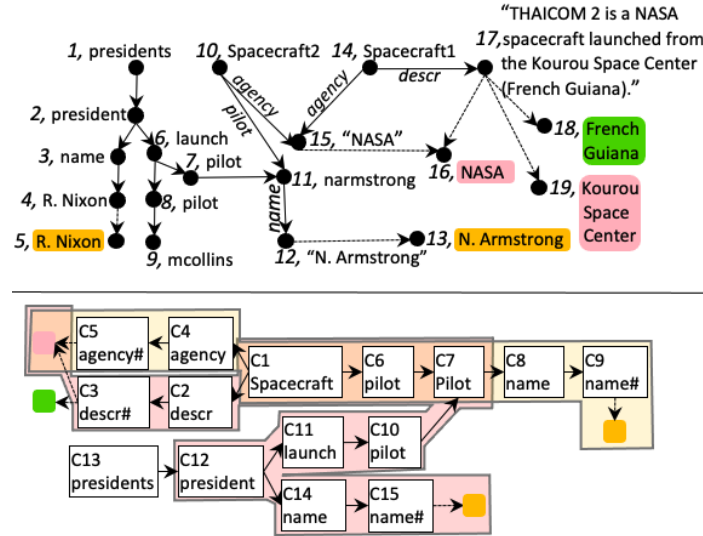 1, presidents
10, Spacecraft2
14, Spacecraft1
"THAICOM 2 is a NASA
17, spacecraft launched from
the Kourou Space Center
(French Guiana)."
agency
pilot
agency
descr
2, president
6, launch
3, name
7, pilot
15, "NASA"
16, NASA
18, French
Guiana
4, R. Nixon
8, pilot
11, narmstrong
19, Kourou
Space
Center
name
5, R. Nixon
9, mcollins
12, "N. Armstrong"
13, N. Armstrong
C5
agency#
C4
agency
C1
Spacecraft
C6
pilot
C7
Pilot
C8
name
C9
name#
C3
descr#
C2
descr
C11
launch
C10
pilot
C13
presidents
C12
president
C14
name
C15
name#